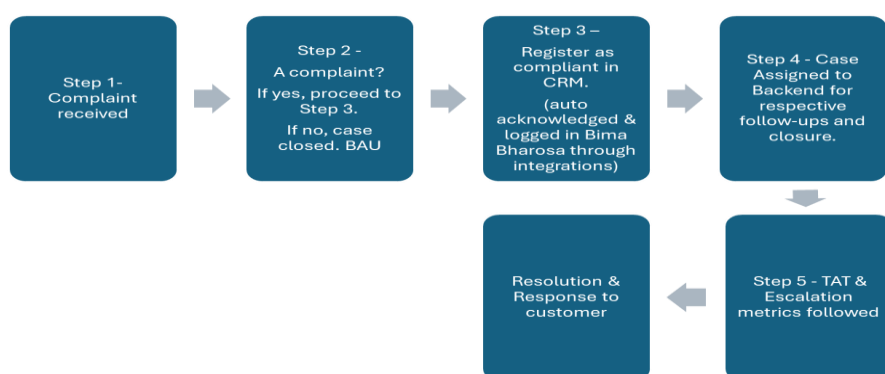 Step 1-
Complaint
received
Step 2 -
A complaint?
If yes, proceed to
Step 3.
If no, case
closed. BAU
Step 3 –
Register as
compliant in
CRM.
(auto
acknowledged &
logged in Bima
Bharosa through
integrations)
Step 4 - Case
Assigned to
Backend for
respective
follow-ups and
closure.
Step 5 - TAT &
Escalation
metrics followed
Resolution &
Response to
customer